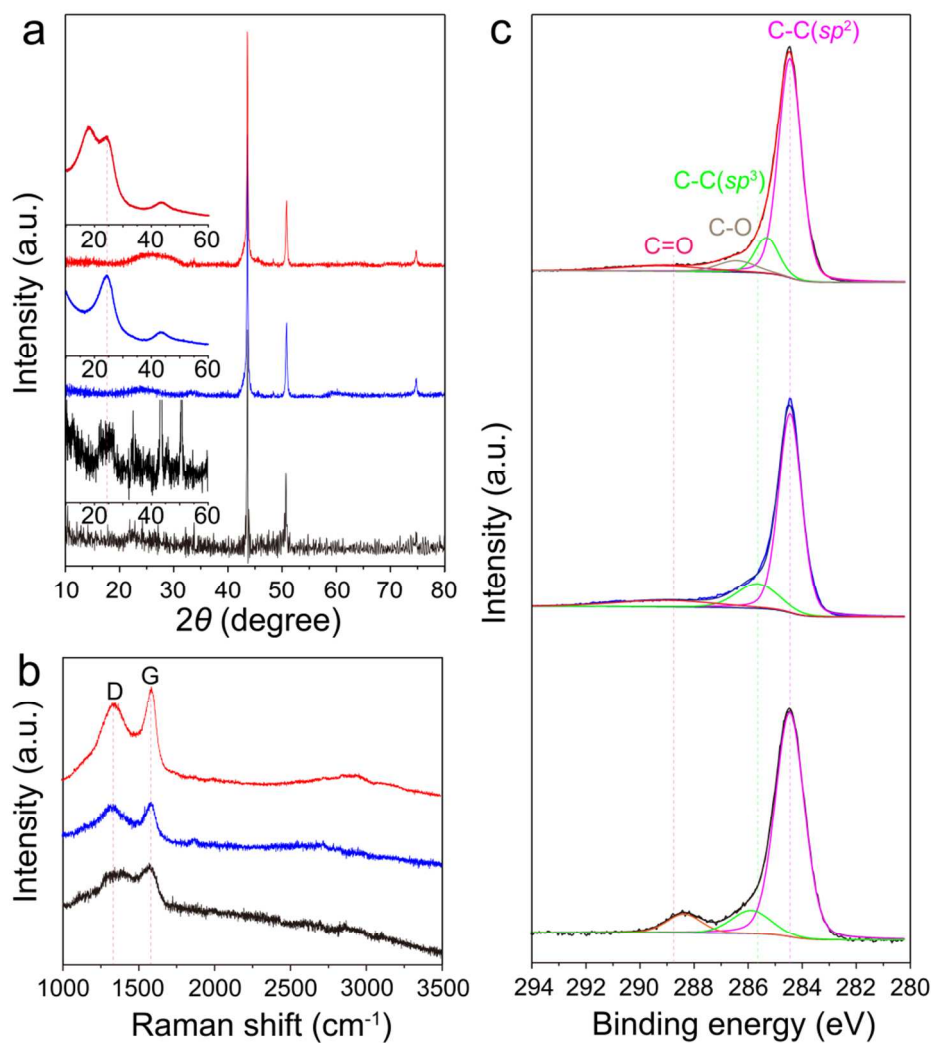 a
Intensity (a.u.)
20 40 60
20 40 60
20 40 60
10 20 30 40 50 60 70 80
2θ (degree)
b
D G
Intensity (a.u.)
1000 1500 2000 2500 3000 3500
Raman shift (cm⁻¹)
c
C-C(sp²)
C-C(sp³)
C-O
C=O
Intensity (a.u.)
Intensity (a.u.)
294 292 290 288 286 284 282 280
Binding energy (eV)